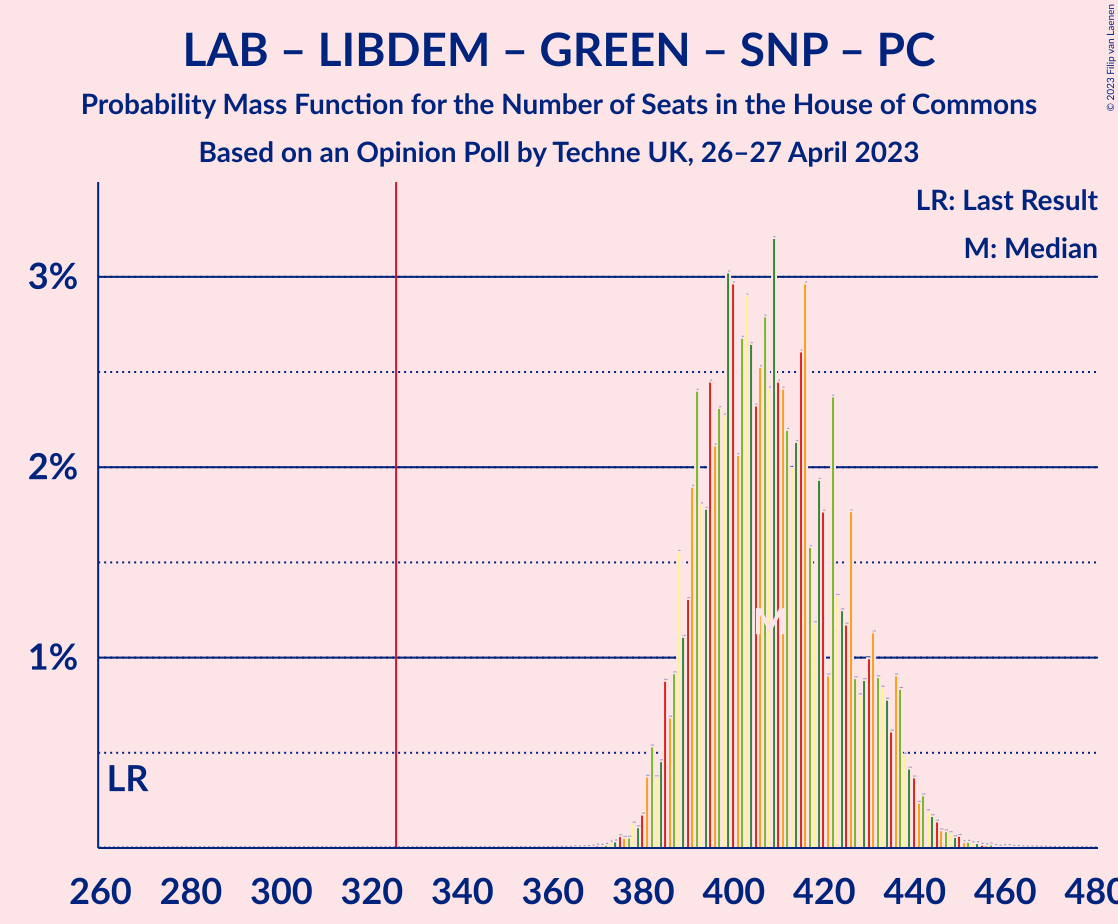 LAB – LIBDEM – GREEN – SNP – PC
Probability Mass Function for the Number of Seats in the House of Commons
Based on an Opinion Poll by Techne UK, 26–27 April 2023
© 2023 Filip van Laenen
LR: Last Result
M: Median
3%
2%
1%
LR
M
260 280 300 320 340 360 380 400 420 440 460 480